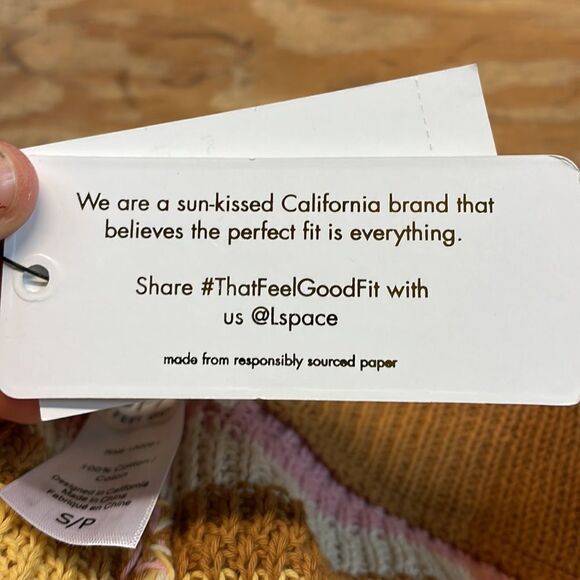 We are a sun-kissed California brand that
believes the perfect fit is everything.
Share #ThatFeelGoodFit with
us @Lspace
made from responsibly sourced paper
100% Cotton /
Coton
Designed in California
Made in China
Fabriqué en Chine
S/P